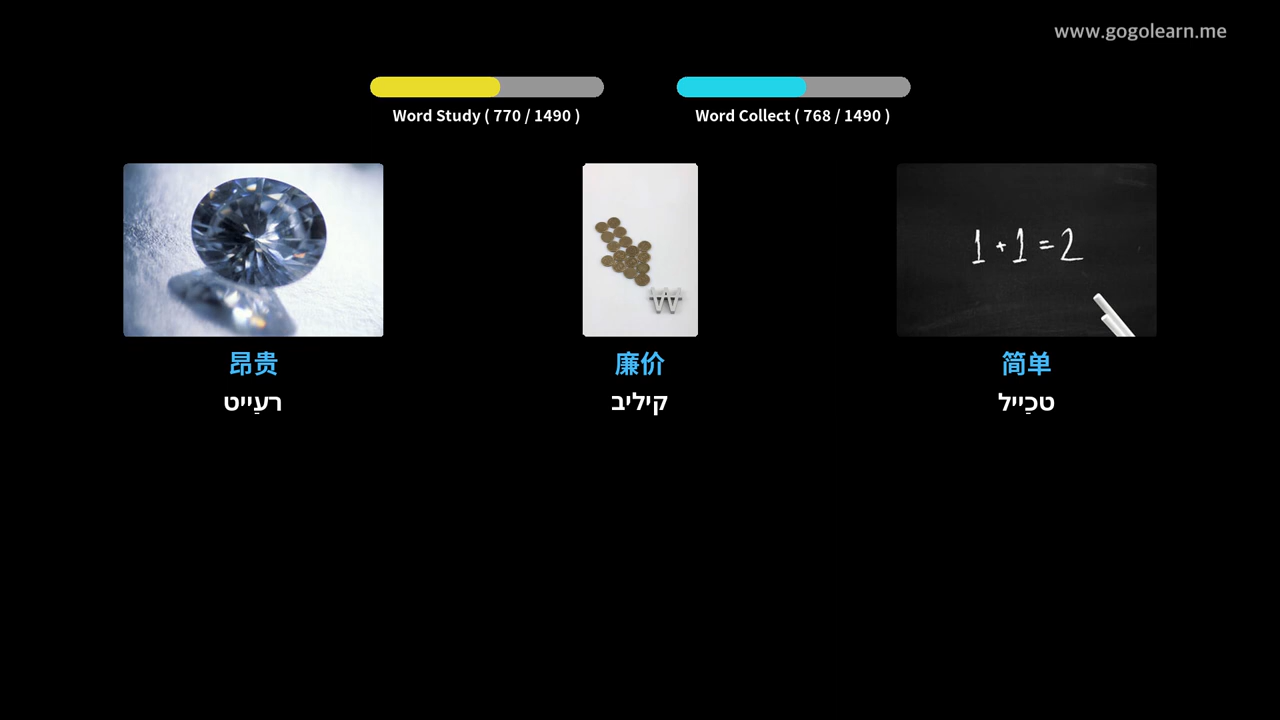 www.gogolearn.me
Word Study ( 770 / 1490 )
Word Collect ( 768 / 1490 )
₩
1 + 1 = 2
昂贵
廉价
简单
רעַייט
קיליב
טכַייל